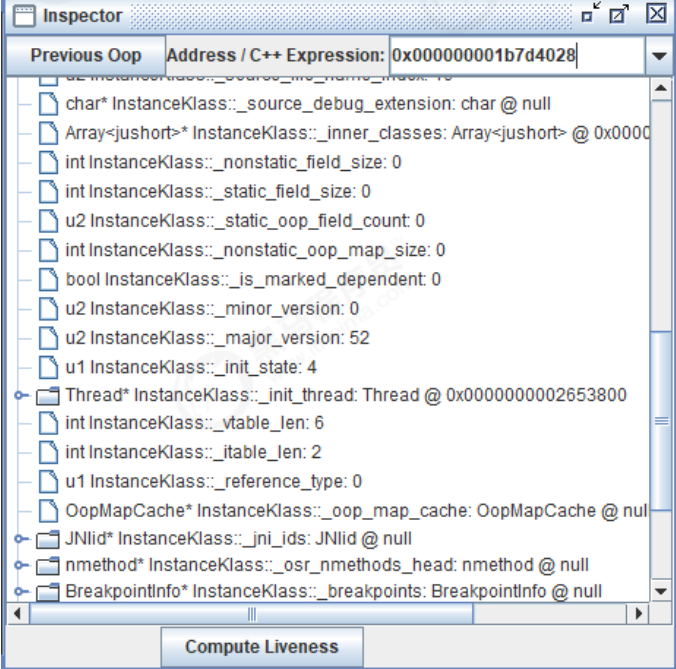 Inspector
Previous Oop Address / C++ Expression: 0x000000001b7d4028
char* InstanceKlass::_source_debug_extension: char @ null
Array<jushort>* InstanceKlass::_inner_classes: Array<jushort> @ 0x0000
int InstanceKlass::_nonstatic_field_size: 0
int InstanceKlass::_static_field_size: 0
u2 InstanceKlass::_static_oop_field_count: 0
int InstanceKlass::_nonstatic_oop_map_size: 0
bool InstanceKlass::_is_marked_dependent: 0
u2 InstanceKlass::_minor_version: 0
u2 InstanceKlass::_major_version: 52
u1 InstanceKlass::_init_state: 4
Thread* InstanceKlass::_init_thread: Thread @ 0x0000000002653800
int InstanceKlass::_vtable_len: 6
int InstanceKlass::_itable_len: 2
u1 InstanceKlass::_reference_type: 0
OopMapCache* InstanceKlass::_oop_map_cache: OopMapCache @ nul
JNIid* InstanceKlass::_jni_ids: JNIid @ null
nmethod* InstanceKlass::_osr_nmethods_head: nmethod @ null
BreakpointInfo* InstanceKlass::_breakpoints: BreakpointInfo @ null
Compute Liveness